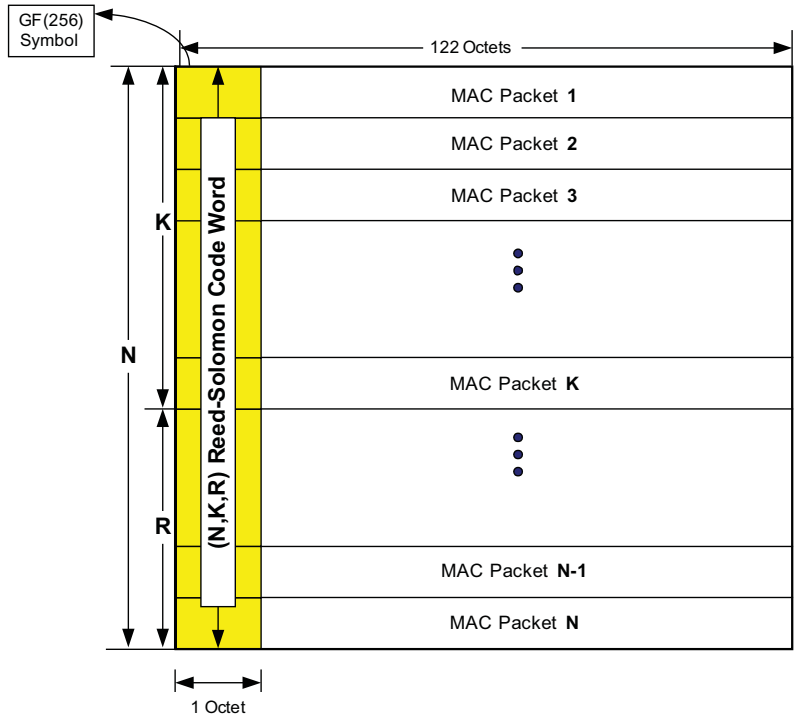 GF(256)
Symbol
122 Octets
MAC Packet 1
MAC Packet 2
MAC Packet 3
K
(N,K,R) Reed-Solomon Code Word
N
MAC Packet K
R
MAC Packet N-1
MAC Packet N
1 Octet